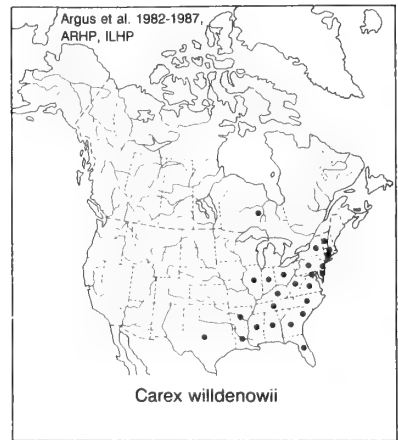 Argus et al. 1982-1987,
ARHP, ILHP
Carex willdenowii